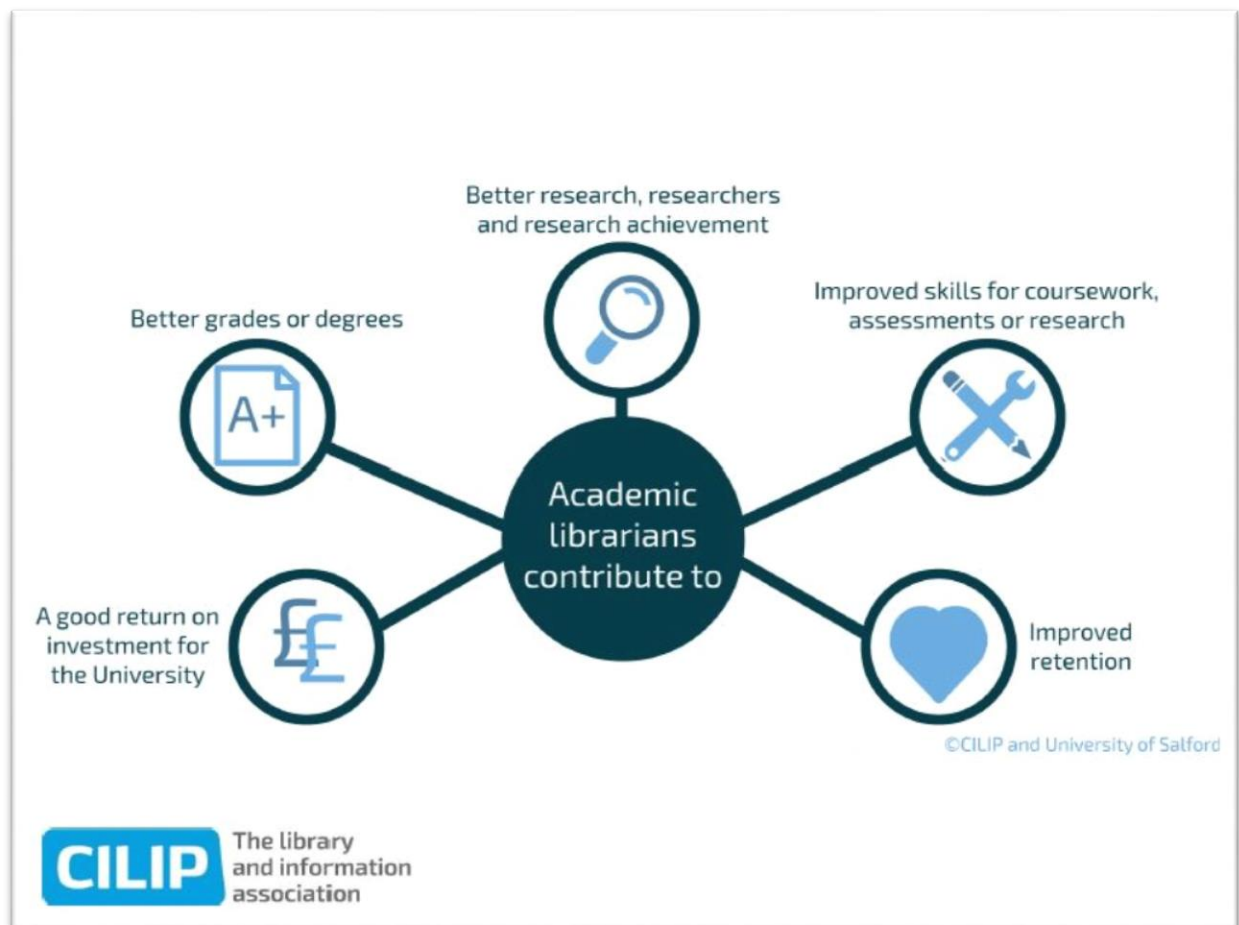 Better research, researchers
and research achievement
Improved skills for coursework,
assessments or research
Better grades or degrees
A+
Academic
librarians
contribute to
A good return on
investment for
the University
££
Improved
retention
©CILIP and University of Salford
CILIP
The library
and information
association